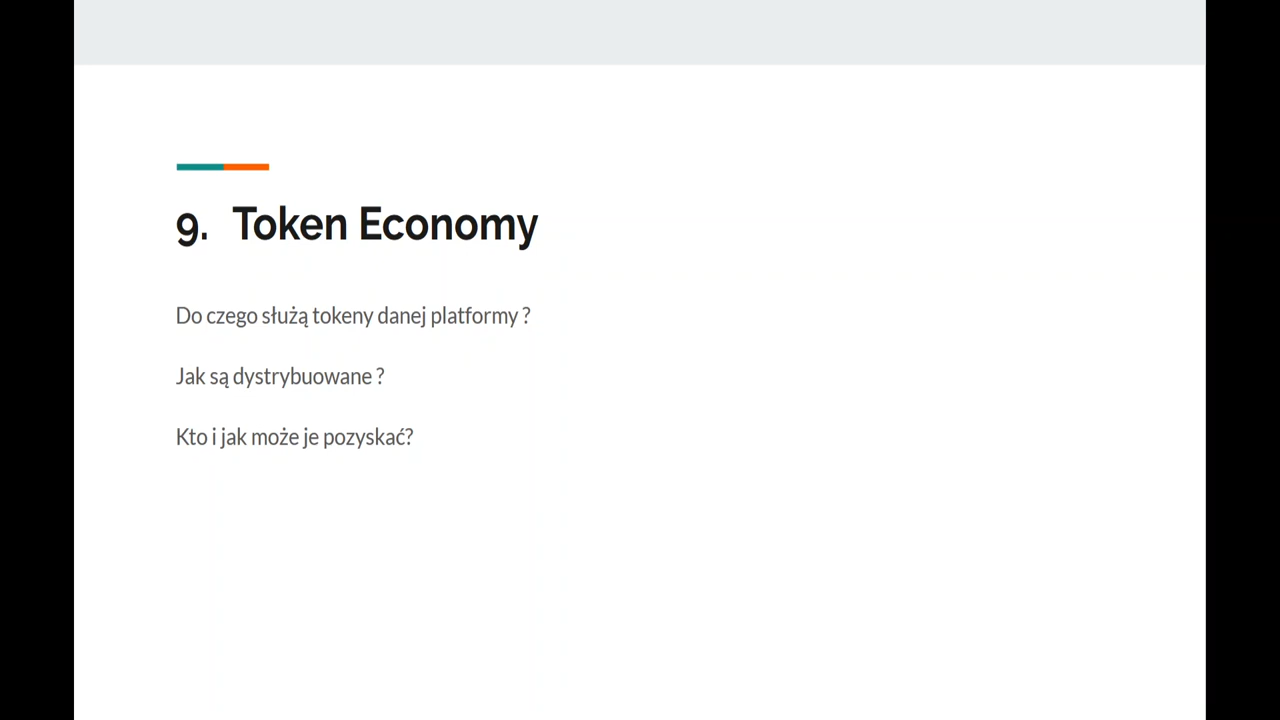 9. Token Economy
Do czego służą tokeny danej platformy ?
Jak są dystrybuowane ?
Kto i jak może je pozyskać?